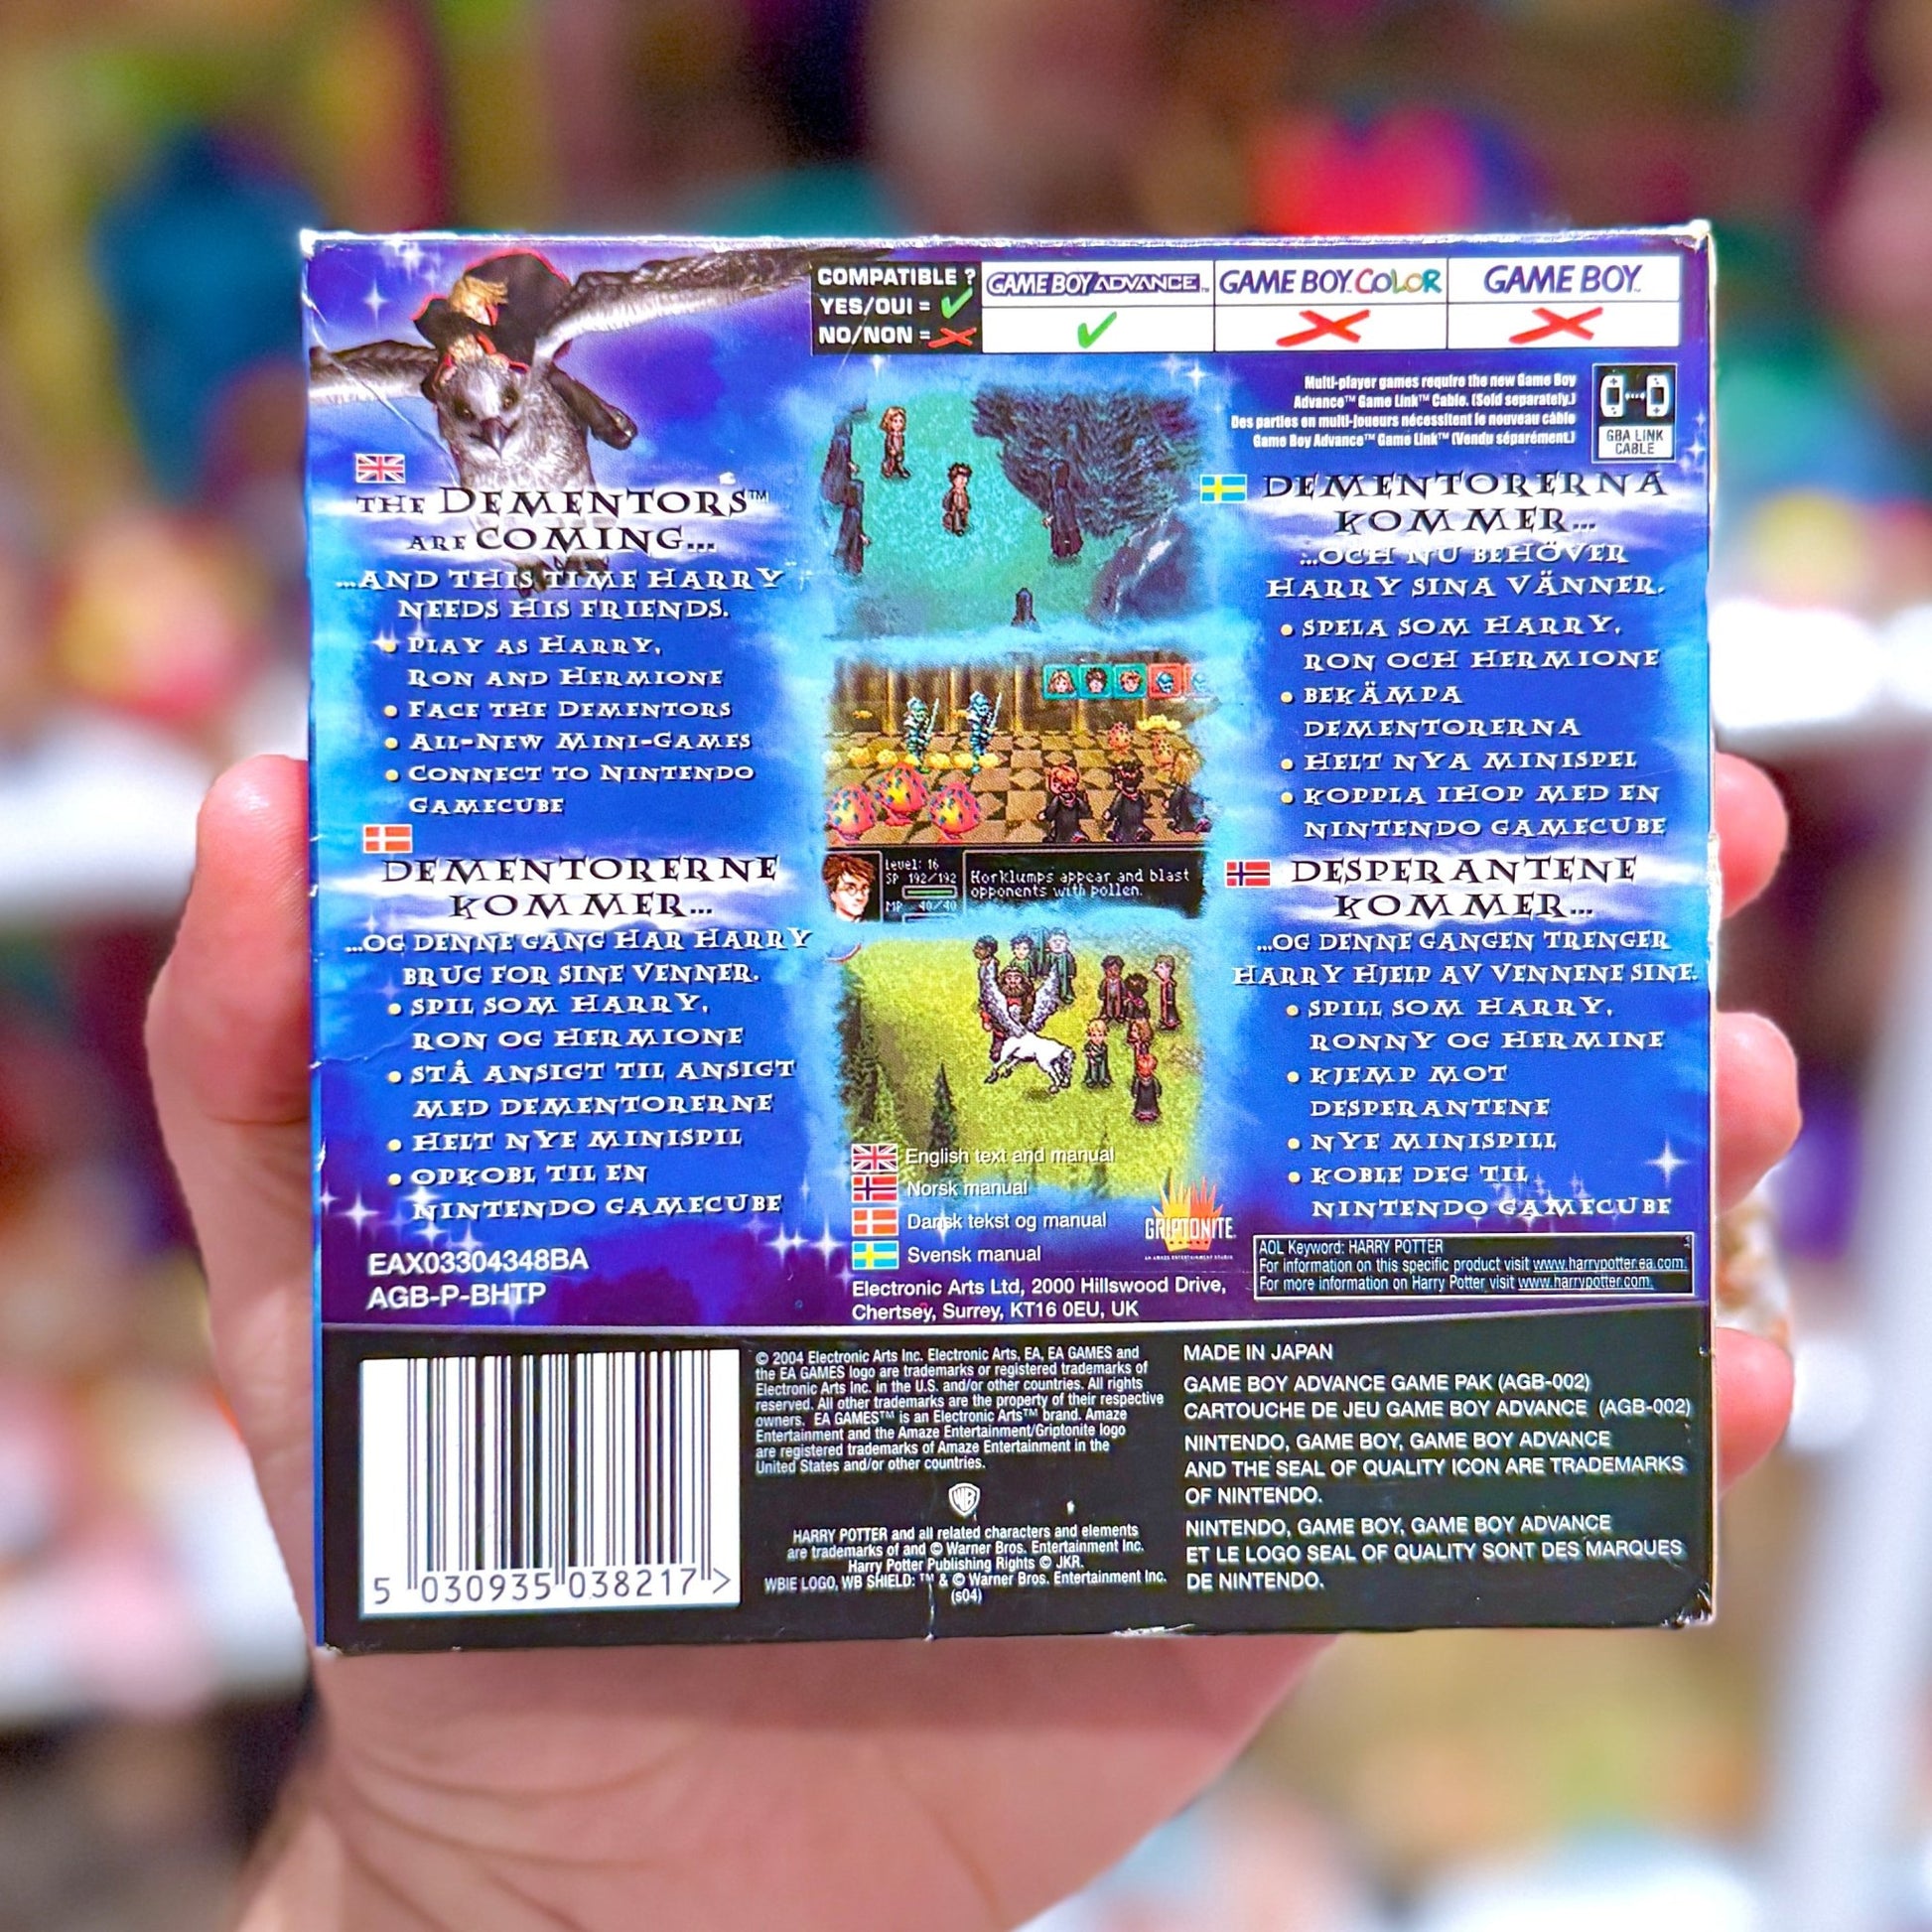 COMPATIBLE ?
YES/OUI =
NO/NON =
GAME BOY ADVANCE™
GAME BOY COLOR
GAME BOY™
Multi-player games require the new Game Boy
Advance™ Game Link™ Cable. (Sold separately.)
Des parties en multi-joueurs nécessitent le nouveau câble
Game Boy Advance™ Game Link™ (Vendu séparément.)
GBA LINK
CABLE
THE DEMENTORS™
ARE COMING...
...AND THIS TIME HARRY
NEEDS HIS FRIENDS.
• PLAY AS HARRY,
RON AND HERMIONE
• FACE THE DEMENTORS
• ALL-NEW MINI-GAMES
• CONNECT TO NINTENDO
GAMECUBE
DEMENTORERNE
KOMMER...
...OG DENNE GANG HAR HARRY
BRUG FOR SINE VENNER.
• SPIL SOM HARRY,
RON OG HERMIONE
• STÅ ANSIGT TIL ANSIGT
MED DEMENTORERNE
• HELT NYE MINISPIL
• OPKOBL TIL EN
NINTENDO GAMECUBE
EAX03304348BA
AGB-P-BHTP
Level: 16
SP 192/192
MP 40/40
Horklumps appear and blast
opponents with pollen.
English text and manual
Norsk manual
Dansk tekst og manual
Svensk manual
GRIPTONITE
AN AMAZE ENTERTAINMENT STUDIO
Electronic Arts Ltd, 2000 Hillswood Drive,
Chertsey, Surrey, KT16 0EU, UK
DEMENTORERNA
KOMMER...
...OCH NU BEHÖVER
HARRY SINA VÄNNER.
• SPELA SOM HARRY,
RON OCH HERMIONE
• BEKÄMPA
DEMENTORERNA
• HELT NYA MINISPEL
• KOPPLA IHOP MED EN
NINTENDO GAMECUBE
DESPERANTENE
KOMMER...
...OG DENNE GANGEN TRENGER
HARRY HJELP AV VENNENE SINE.
• SPILL SOM HARRY,
RONNY OG HERMINE
• KJEMP MOT
DESPERANTENE
• NYE MINISPILL
• KOBLE DEG TIL
NINTENDO GAMECUBE
AOL Keyword: HARRY POTTER
For information on this specific product visit www.harrypotter.ea.com.
For more information on Harry Potter visit www.harrypotter.com.
5 030935 038217 >
© 2004 Electronic Arts Inc. Electronic Arts, EA, EA GAMES and
the EA GAMES logo are trademarks or registered trademarks of
Electronic Arts Inc. in the U.S. and/or other countries. All rights
reserved. All other trademarks are the property of their respective
owners. EA GAMES™ is an Electronic Arts™ brand. Amaze
Entertainment and the Amaze Entertainment/Griptonite logo
are registered trademarks of Amaze Entertainment in the
United States and/or other countries.
WB
HARRY POTTER and all related characters and elements
are trademarks of and © Warner Bros. Entertainment Inc.
Harry Potter Publishing Rights © JKR.
WBIE LOGO, WB SHIELD: ™ & © Warner Bros. Entertainment Inc.
(s04)
MADE IN JAPAN
GAME BOY ADVANCE GAME PAK (AGB-002)
CARTOUCHE DE JEU GAME BOY ADVANCE (AGB-002)
NINTENDO, GAME BOY, GAME BOY ADVANCE
AND THE SEAL OF QUALITY ICON ARE TRADEMARKS
OF NINTENDO.
NINTENDO, GAME BOY, GAME BOY ADVANCE
ET LE LOGO SEAL OF QUALITY SONT DES MARQUES
DE NINTENDO.